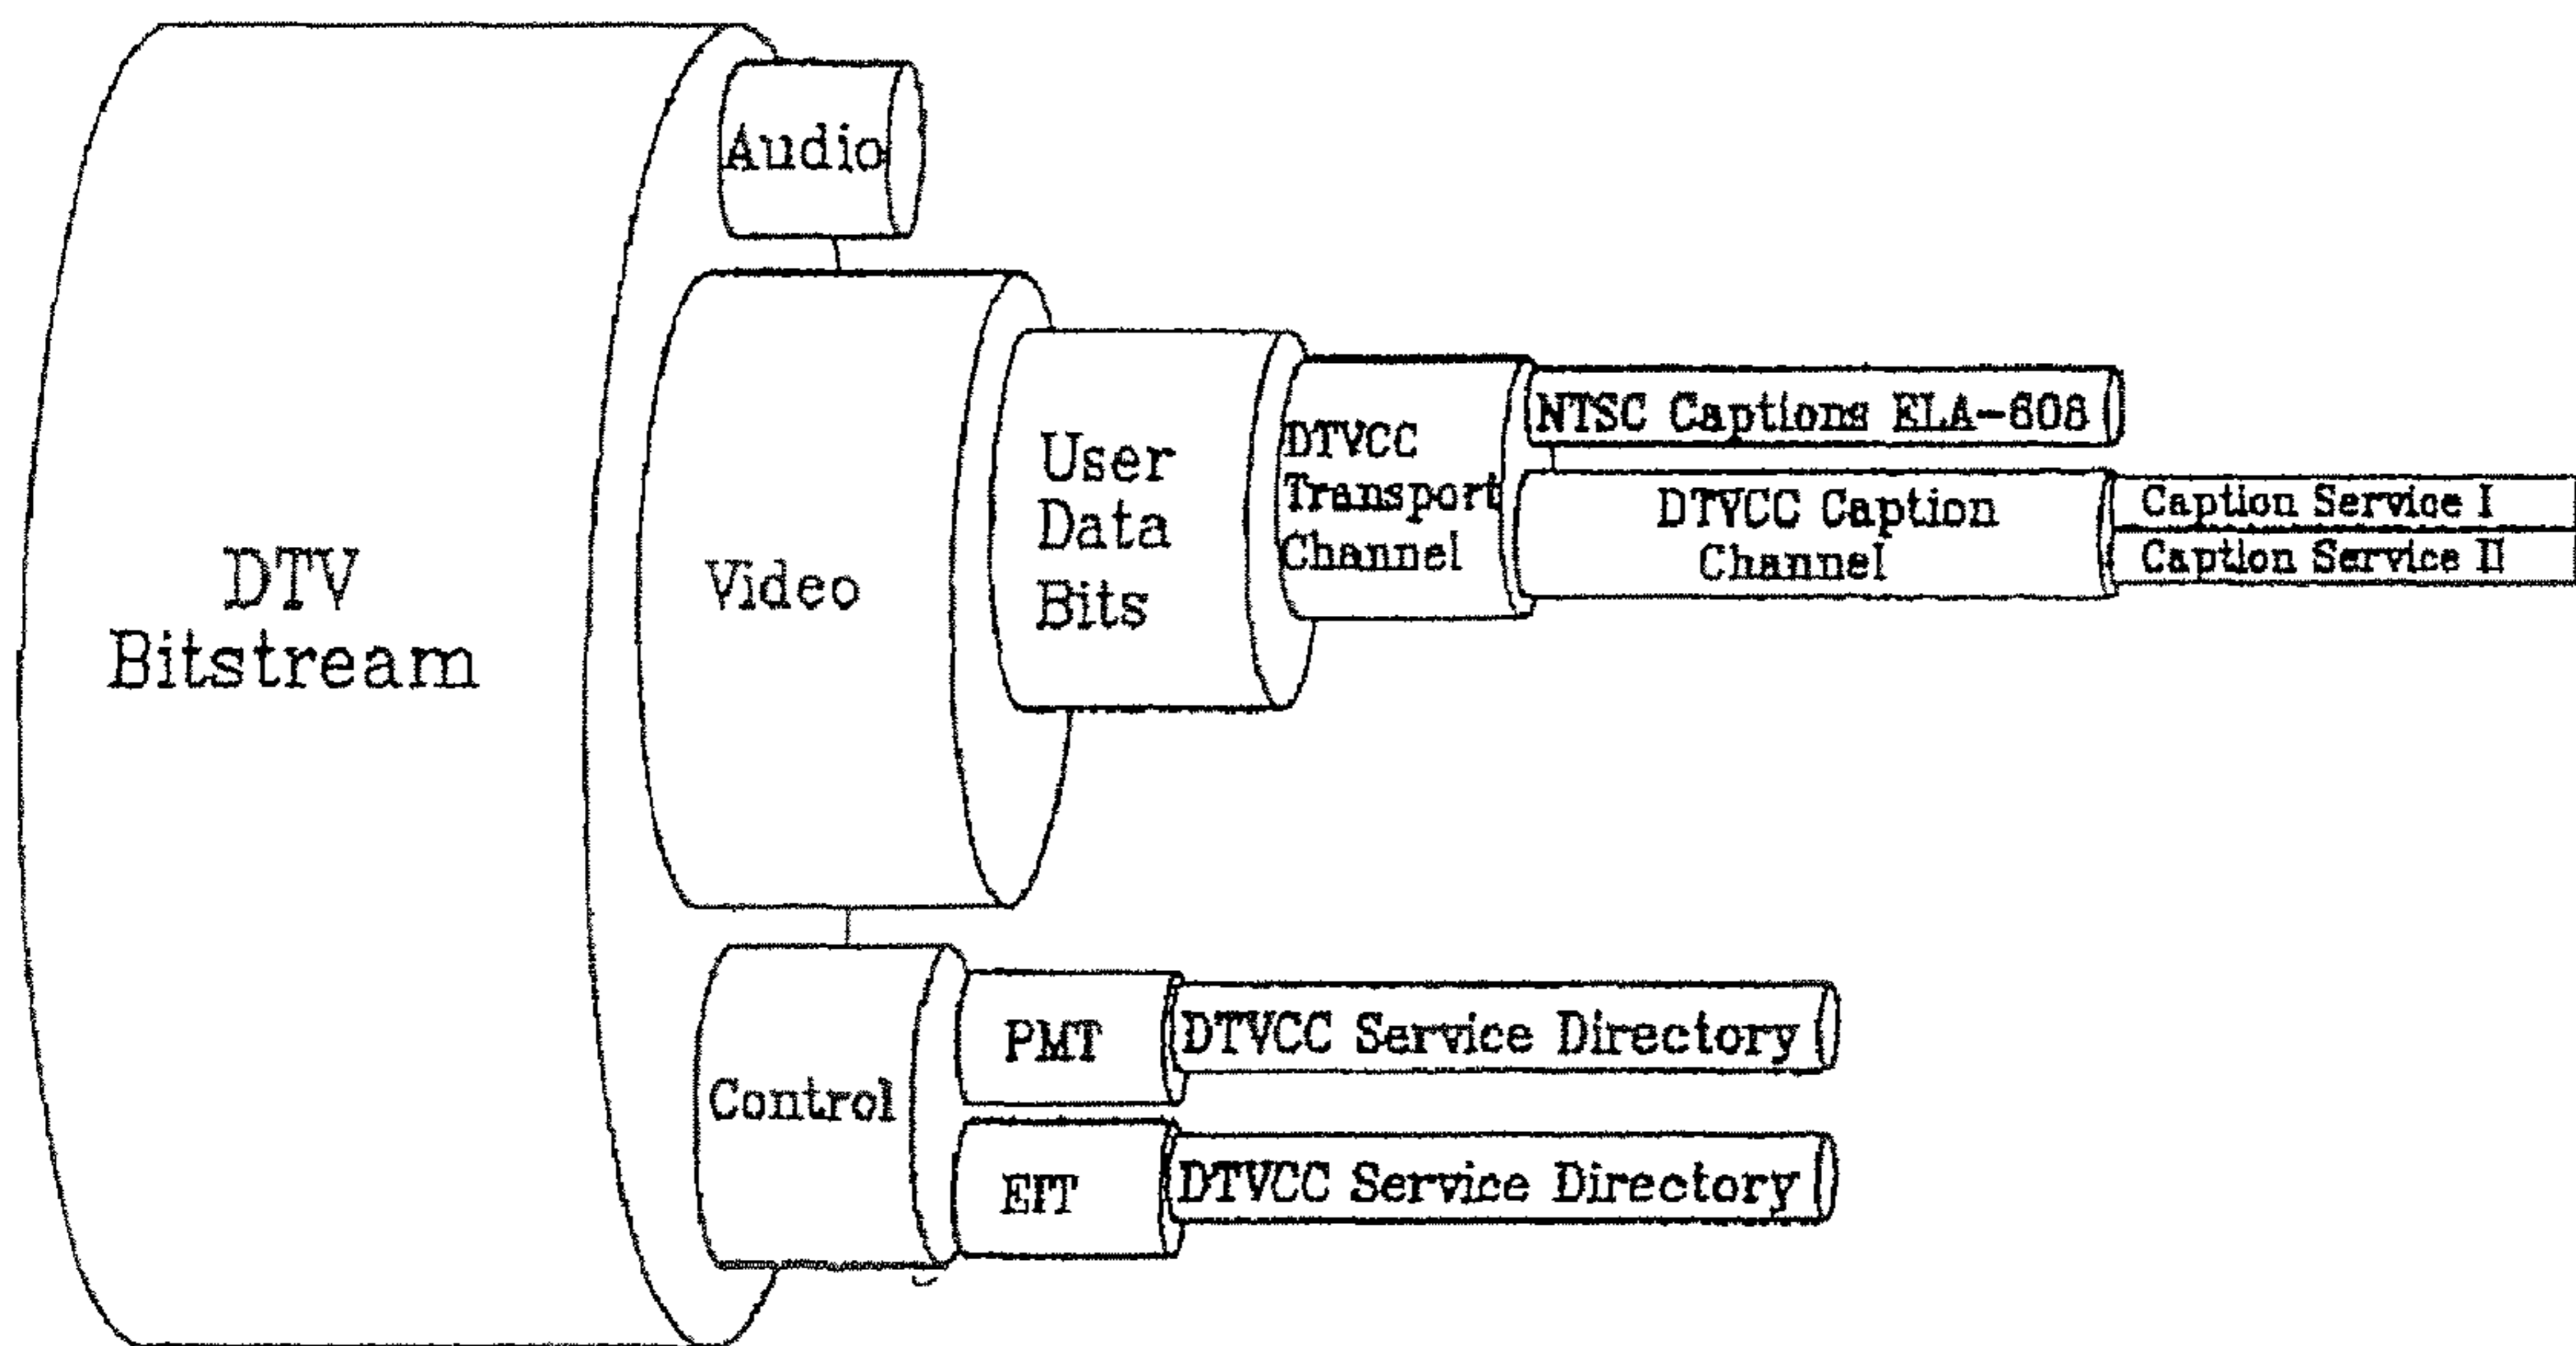 Audio
DTV
Bitstream
Video
User
Data
Bits
DTVCC
Transport
Channel
NTSC Captions ELA-608
DTVCC Caption
Channel
Caption Service I
Caption Service II
Control
PMT
DTVCC Service Directory
EIT
DTVCC Service Directory